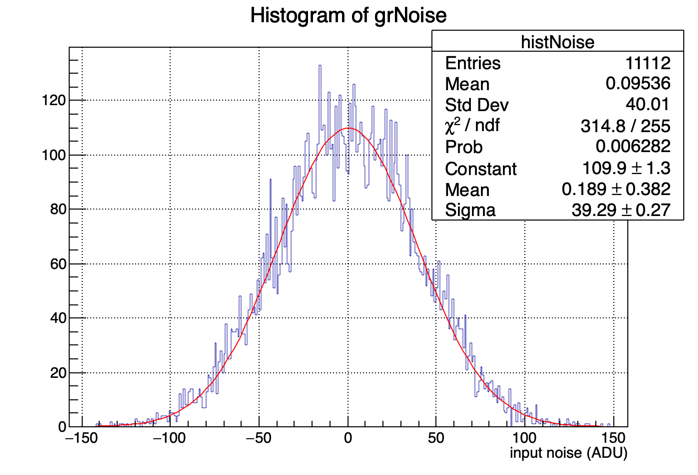 Histogram of grNoise
histNoise
Entries 11112
Mean 0.09536
Std Dev 40.01
χ² / ndf 314.8 / 255
Prob 0.006282
Constant 109.9 ± 1.3
Mean 0.189 ± 0.382
Sigma 39.29 ± 0.27
120
100
80
60
40
20
0
−150 −100 −50 0 50 100 150
input noise (ADU)